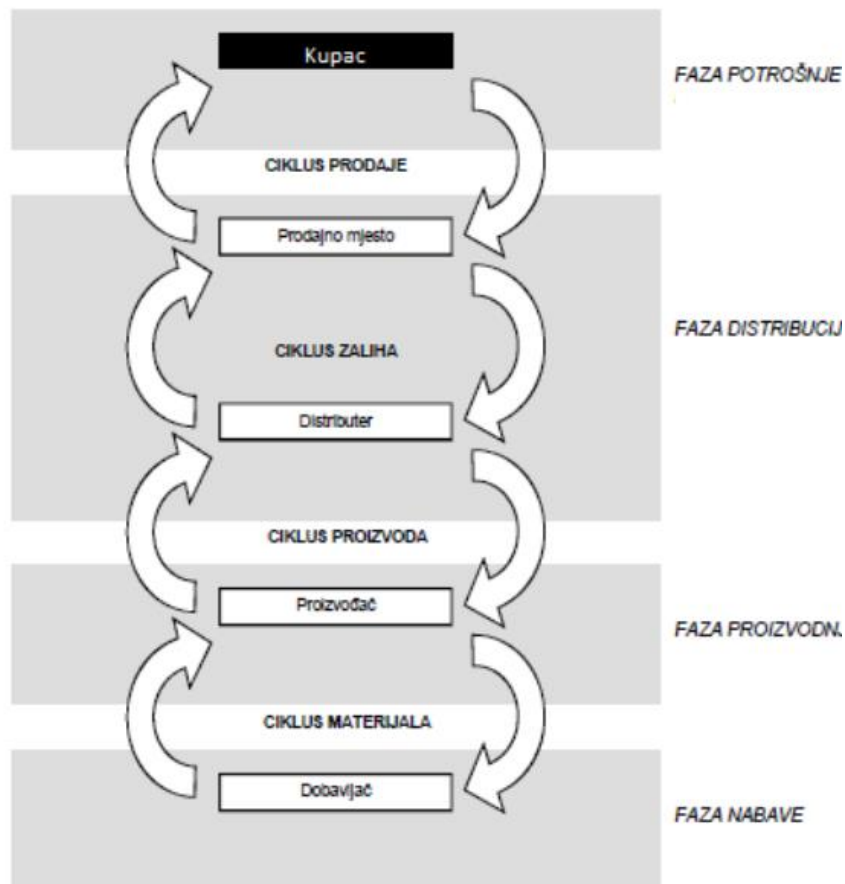 Kupac
FAZA POTROŠNJE
CIKLUS PRODAJE
Prodajno mjesto
FAZA DISTRIBUCIJ
CIKLUS ZALIHA
Distributer
CIKLUS PROIZVODA
Proizvođač
FAZA PROIZVODNJ
CIKLUS MATERIJALA
Dobavljač
FAZA NABAVE